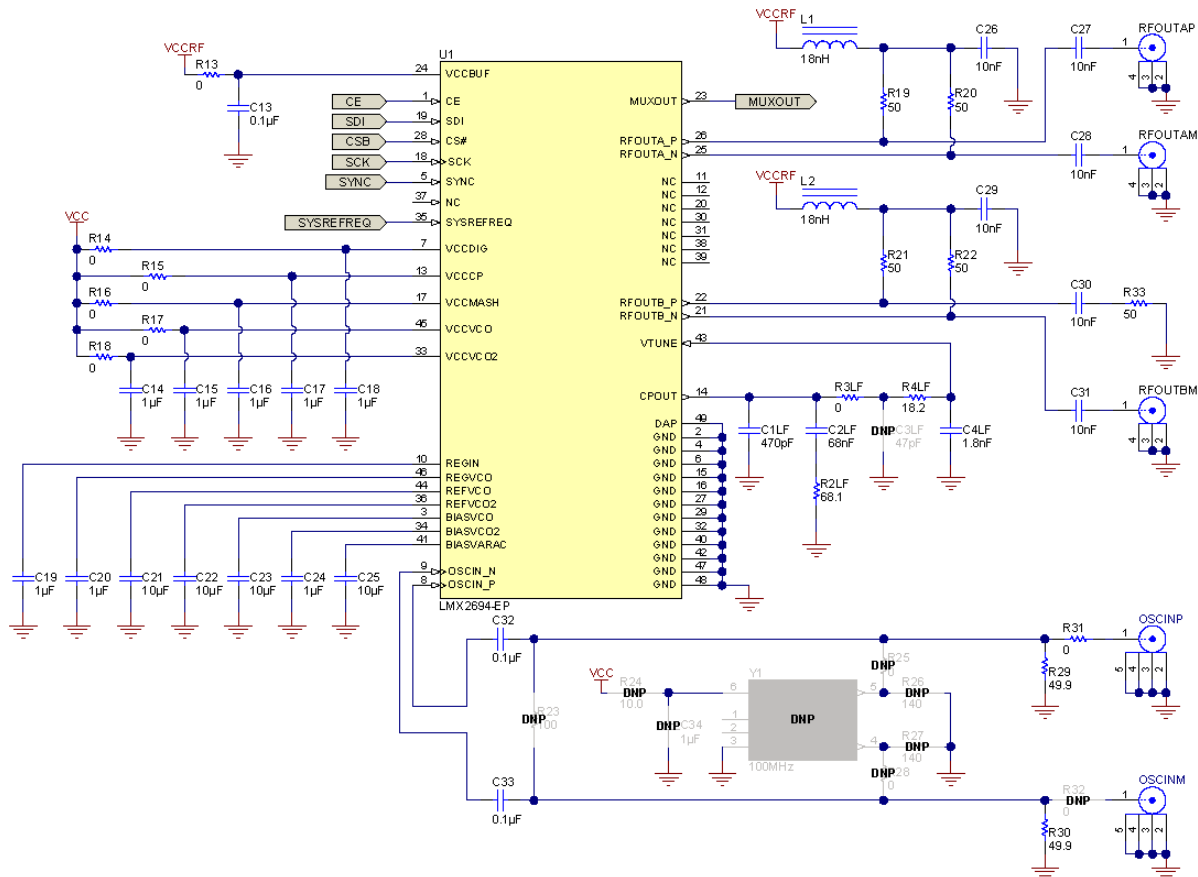 VCCRF
R13
0
C13
0.1µF
U1
24 VCCBUF
CE 1 CE
SDI 19 SDI
CSB 28 CS#
SCK 18 SCK
SYNC 5 SYNC
37 NC
SYSREFREQ 35 SYSREFREQ
VCC
R14
0
7 VCCDIG
R15
0
13 VCCCP
R16
0
17 VCCMASH
R17
0
45 VCCVCO
R18
0
33 VCCVCO2
C14
1µF
C15
1µF
C16
1µF
C17
1µF
C18
1µF
10 REGIN
46 REGVCO
44 REFVCO
36 REFVCO2
3 BIASVCO
34 BIASVCO2
41 BIASVARAC
9 OSCIN_N
8 OSCIN_P
LMX2694-EP
C19
1µF
C20
1µF
C21
10µF
C22
10µF
C23
10µF
C24
1µF
C25
10µF
MUXOUT 23 MUXOUT
RFOUTA_P 26
RFOUTA_N 25
NC 11
NC 12
NC 20
NC 30
NC 31
NC 38
NC 39
RFOUTB_P 22
RFOUTB_N 21
VTUNE 43
CPOUT 14
DAP 49
GND 2
GND 4
GND 6
GND 15
GND 16
GND 27
GND 29
GND 32
GND 40
GND 42
GND 47
GND 48
VCCRF
L1
18nH
C26
10nF
R19
50
R20
50
C27
10nF
1
RFOUTAP
4 3 2
C28
10nF
1
RFOUTAM
4 3 2
VCCRF
L2
18nH
C29
10nF
R21
50
R22
50
C30
10nF
R33
50
C31
10nF
1
RFOUTBM
4 3 2
C1LF
470pF
C2LF
68nF
R2LF
68.1
R3LF
0
R4LF
18.2
DNP C3LF
47pF
C4LF
1.8nF
C32
0.1µF
C33
0.1µF
R23
DNP
100
VCC
R24
DNP
10.0
DNP C34
1µF
Y1
6
1
2
3
5
4
DNP
100MHz
R25
DNP
0
R26
DNP
140
R27
DNP
140
DNP
0
R31
0
R29
49.9
1
OSCINP
5 4 3 2
R32
DNP
0
R30
49.9
1
OSCINM
5 4 3 2